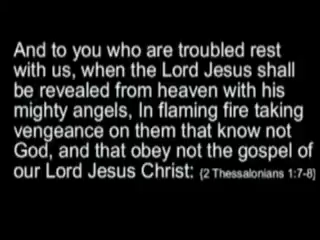 And to you who are troubled rest
with us, when the Lord Jesus shall
be revealed from heaven with his
mighty angels, In flaming fire taking
vengeance on them that know not
God, and that obey not the gospel of
our Lord Jesus Christ: {2 Thessalonians 1:7-8}